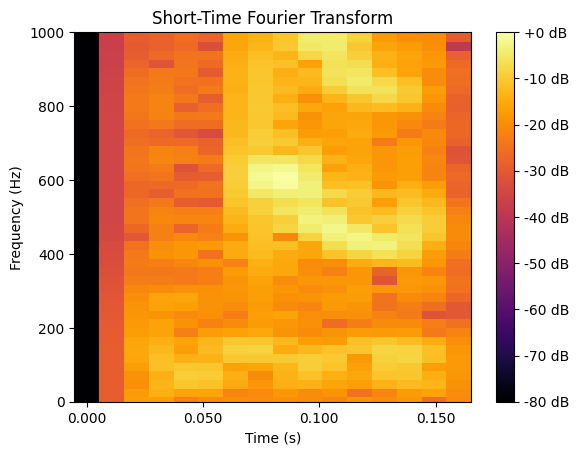 Short-Time Fourier Transform
1000
800
600
400
200
0
Frequency (Hz)
0.000
0.050
0.100
0.150
Time (s)
+0 dB
-10 dB
-20 dB
-30 dB
-40 dB
-50 dB
-60 dB
-70 dB
-80 dB